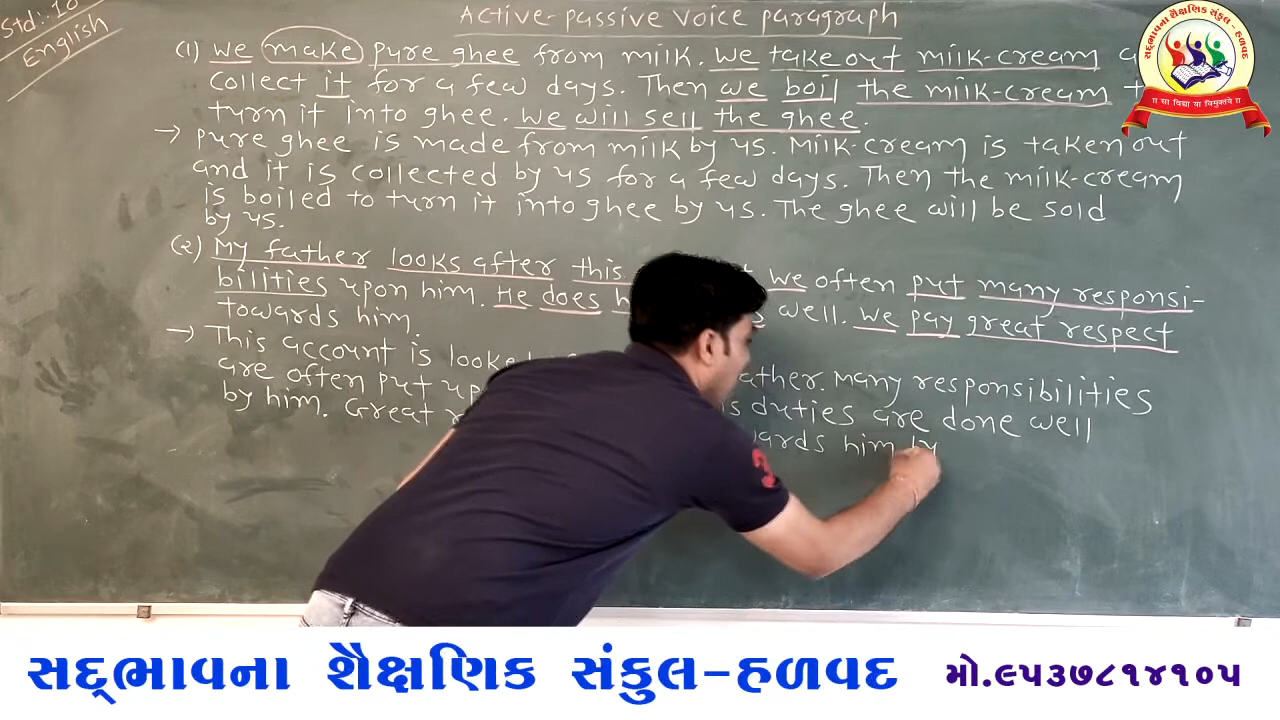 Std:. 10
English
Active-passive voice paragraph
(1) We make pure ghee from milk. We take out milk-cream
collect it for a few days. Then we boil the milk-cream
turn it into ghee. We will sell the ghee.
→ Pure ghee is made from milk by us. Milk-cream is taken out
and it is collected by us for a few days. Then the milk-cream
is boiled to turn it into ghee by us. The ghee will be sold
by us.
(2) My father looks after this We often put many responsi-
bilities upon him. He does well. We pay great respect
towards him.
→ This account is looked father. Many responsibilities
are often put duties are done well
by him. Great him by
સદ્ભાવના શૈક્ષણિક સંકુલ - હળવદ
॥ સા વિદ્યા યા વિમુક્તયે ॥
સદ્ભાવના શૈક્ષણિક સંકુલ-હળવદ મો.૯૫૩૭૮૧૪૧૦૫